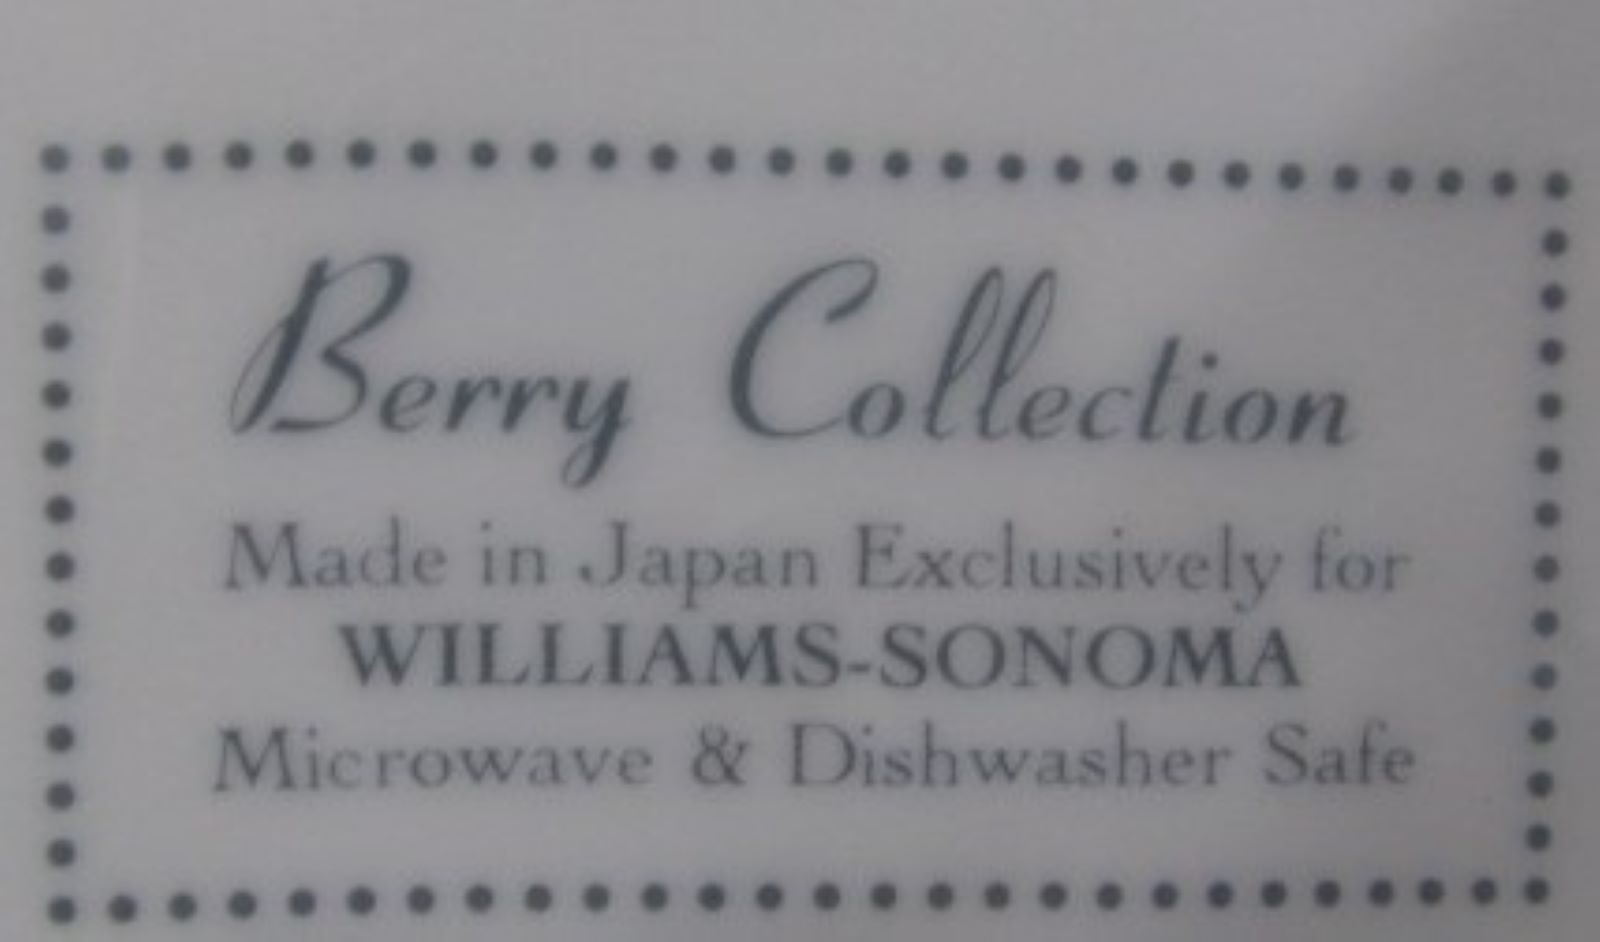 Berry Collection
Made in Japan Exclusively for
WILLIAMS-SONOMA
Microwave & Dishwasher Safe